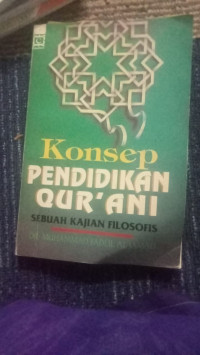 Konsep
PENDIDIKAN
QUR'ANI
SEBUAH KAJIAN FILOSOFIS